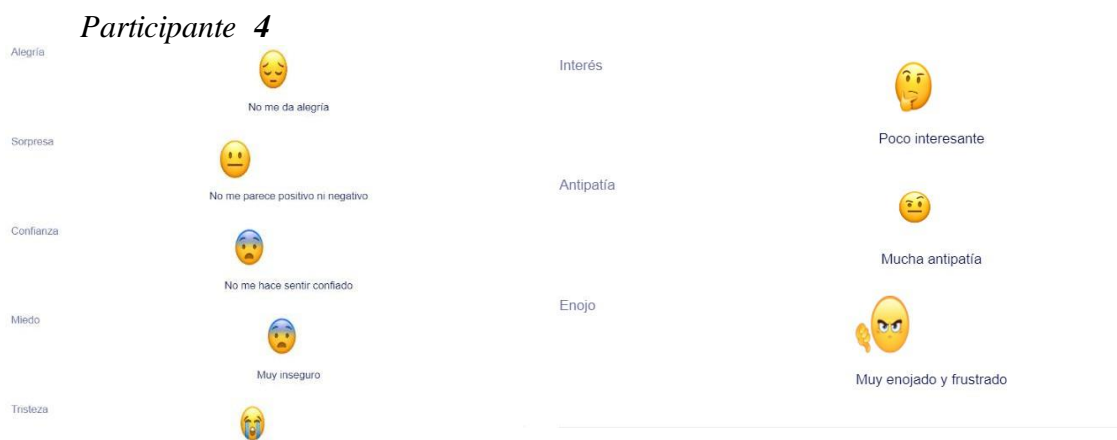 Participante 4
Alegría
No me da alegría
Sorpresa
No me parece positivo ni negativo
Confianza
No me hace sentir confiado
Miedo
Muy inseguro
Tristeza
Interés
Poco interesante
Antipatía
Mucha antipatía
Enojo
Muy enojado y frustrado